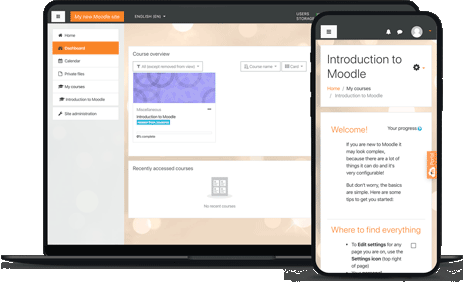 My new Moodle site
ENGLISH (EN)
USERS
STORAGE
Home
Dashboard
Calendar
Private files
My courses
Introduction to Moodle
Site administration
Course overview
All (except removed from view)
Course name
Card
Miscellaneous
Introduction to Moodle
% complete
Recently accessed courses
No recent courses
Introduction to
Moodle
Home / My courses
/ Introduction to Moodle
Welcome!
Your progress
If you are new to Moodle it
may look complex,
because there are a lot of
things it can do and it's
very configurable!
But don't worry, the basics
are simple. Here are some
tips to get you started:
Where to find everything
To Edit settings for any
page you are on, use the
Settings icon (top right
of page)